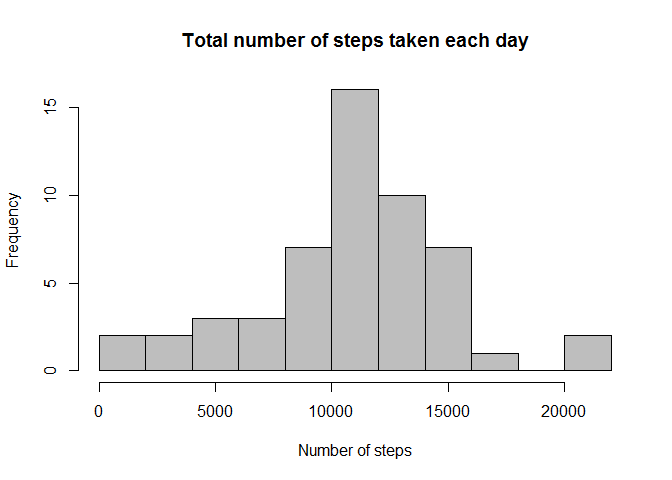 Total number of steps taken each day
Frequency
15
10
5
0
0 5000 10000 15000 20000
Number of steps